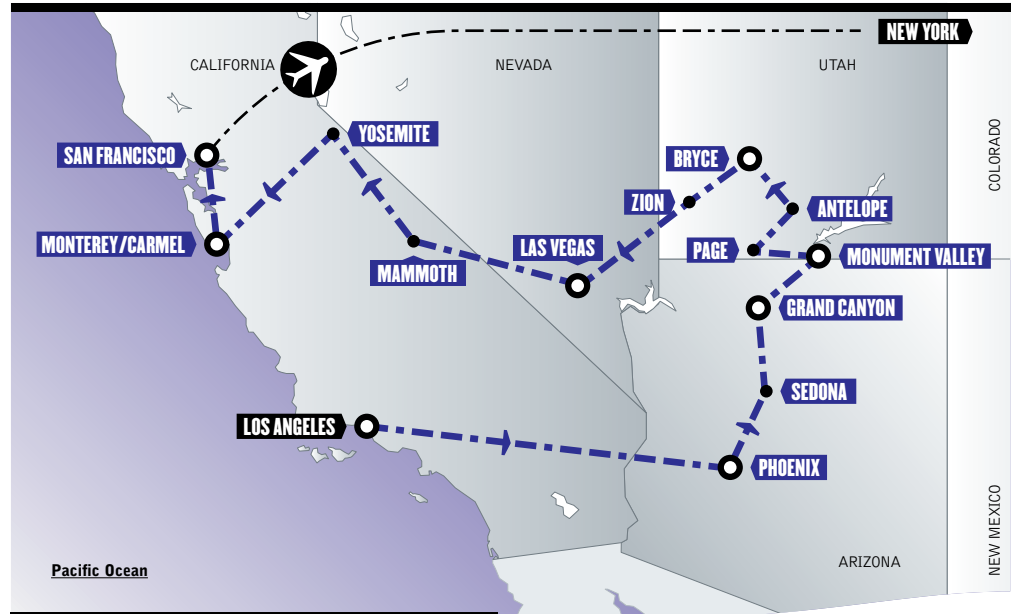 NEW YORK
CALIFORNIA
NEVADA
UTAH
COLORADO
YOSEMITE
SAN FRANCISCO
BRYCE
ZION
ANTELOPE
MONTEREY/CARMEL
LAS VEGAS
PAGE
MONUMENT VALLEY
MAMMOTH
GRAND CANYON
SEDONA
LOS ANGELES
PHOENIX
NEW MEXICO
ARIZONA
Pacific Ocean